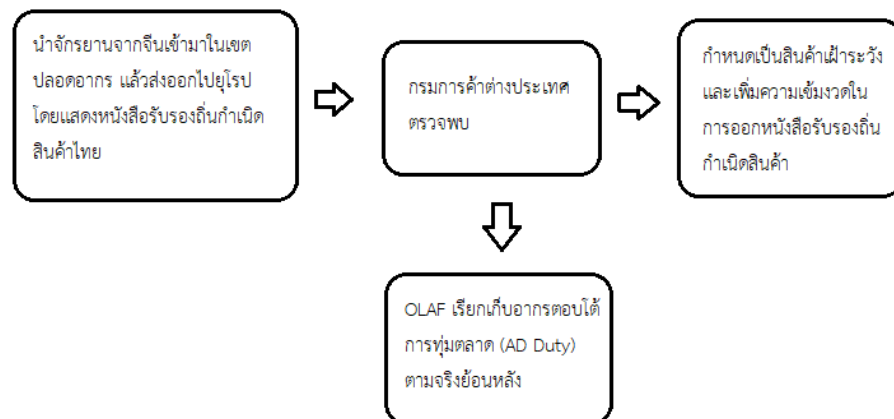 นำจักรยานจากจีนเข้ามาในเขต
ปลอดอากร แล้วส่งออกไปยุโรป
โดยแสดงหนังสือรับรองถิ่นกำเนิด
สินค้าไทย
กรมการค้าต่างประเทศ
ตรวจพบ
กำหนดเป็นสินค้าเฝ้าระวัง
และเพิ่มความเข้มงวดใน
การออกหนังสือรับรองถิ่น
กำเนิดสินค้า
OLAF เรียกเก็บอากรตอบโต้
การทุ่มตลาด (AD Duty)
ตามจริงย้อนหลัง